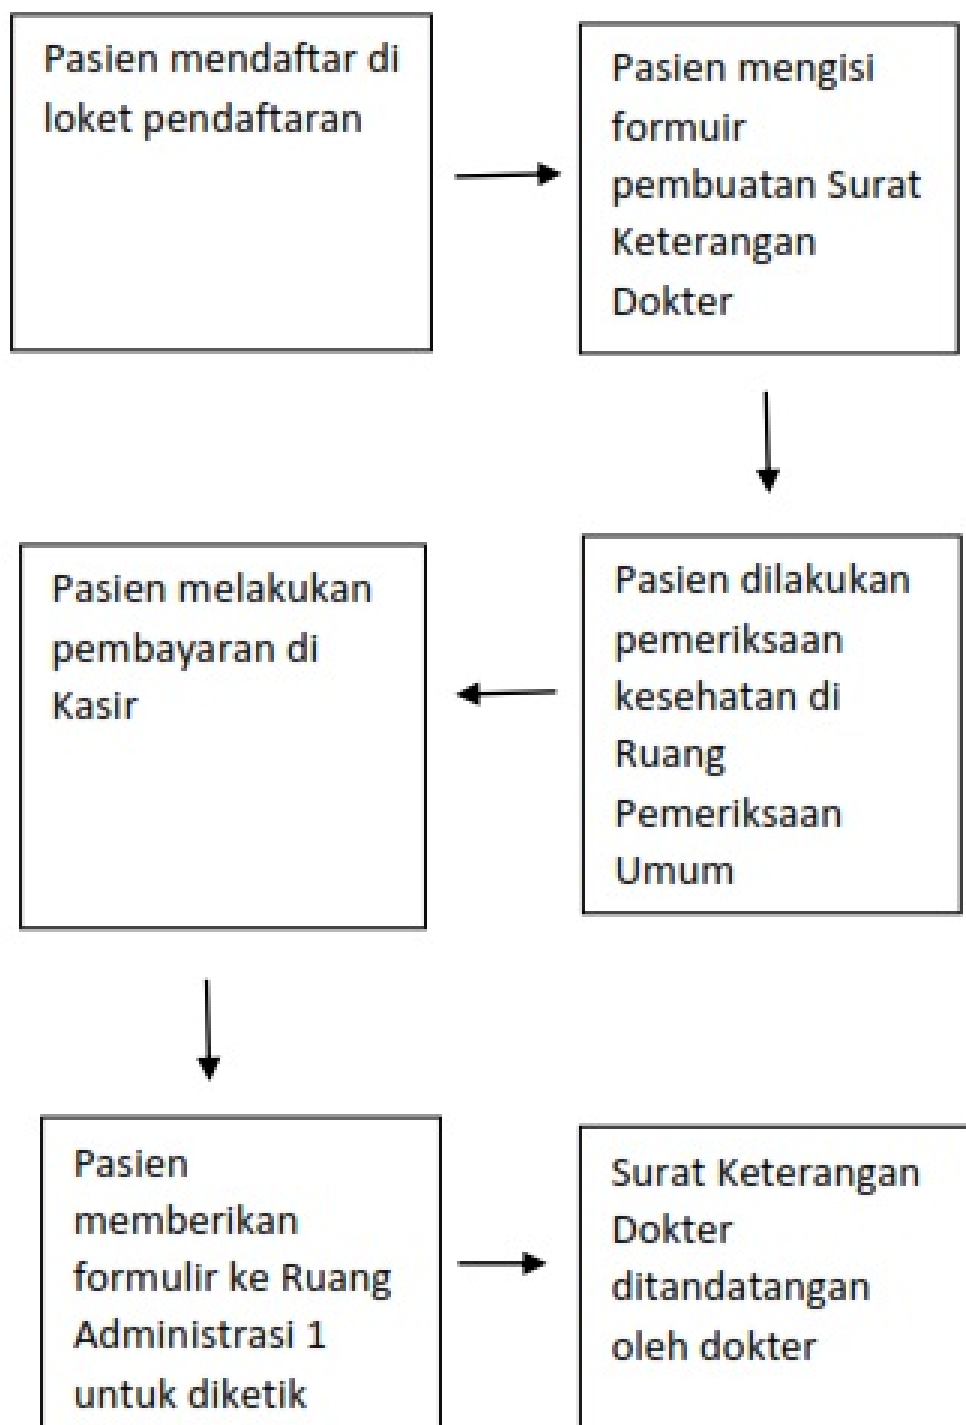 Pasien mendaftar di
loket pendaftaran
Pasien mengisi
formuir
pembuatan Surat
Keterangan
Dokter
Pasien dilakukan
pemeriksaan
kesehatan di
Ruang
Pemeriksaan
Umum
Pasien melakukan
pembayaran di
Kasir
Pasien
memberikan
formulir ke Ruang
Administrasi 1
untuk diketik
Surat Keterangan
Dokter
ditandatangan
oleh dokter